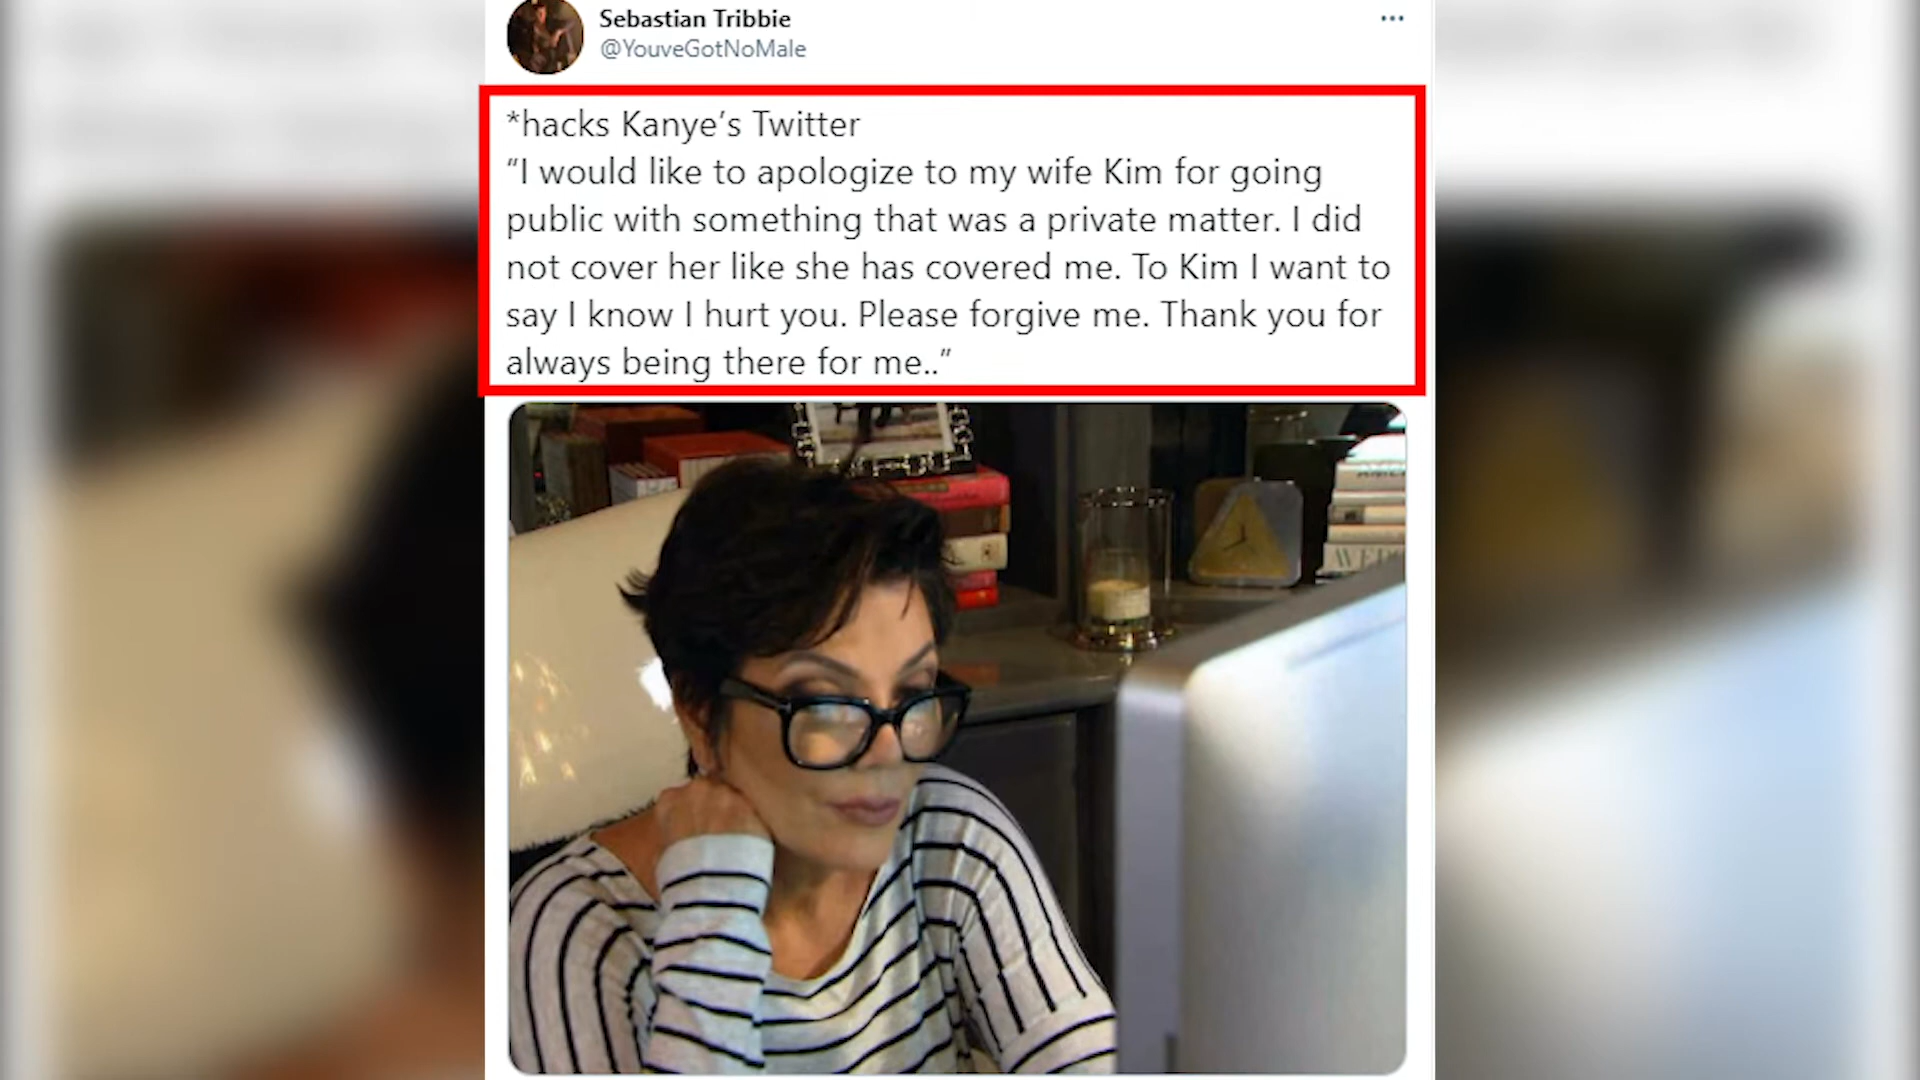 Sebastian Tribbie
@YouveGotNoMale
*hacks Kanye’s Twitter
“I would like to apologize to my wife Kim for going
public with something that was a private matter. I did
not cover her like she has covered me. To Kim I want to
say I know I hurt you. Please forgive me. Thank you for
always being there for me..”